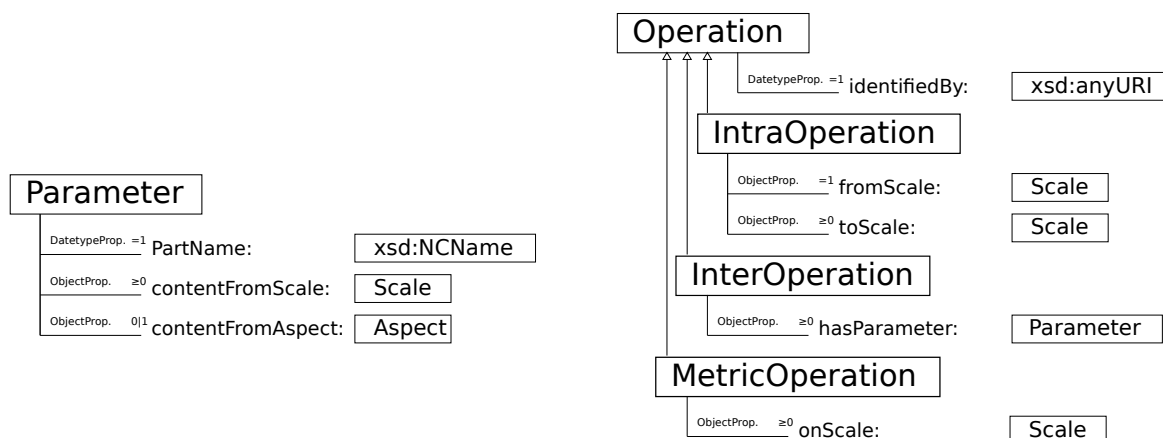 Parameter
DatetypeProp. =1 PartName: xsd:NCName
ObjectProp. ≥0 contentFromScale: Scale
ObjectProp. 0|1 contentFromAspect: Aspect
Operation
DatetypeProp. =1 identifiedBy: xsd:anyURI
IntraOperation
ObjectProp. =1 fromScale: Scale
ObjectProp. ≥0 toScale: Scale
InterOperation
ObjectProp. ≥0 hasParameter: Parameter
MetricOperation
ObjectProp. ≥0 onScale: Scale